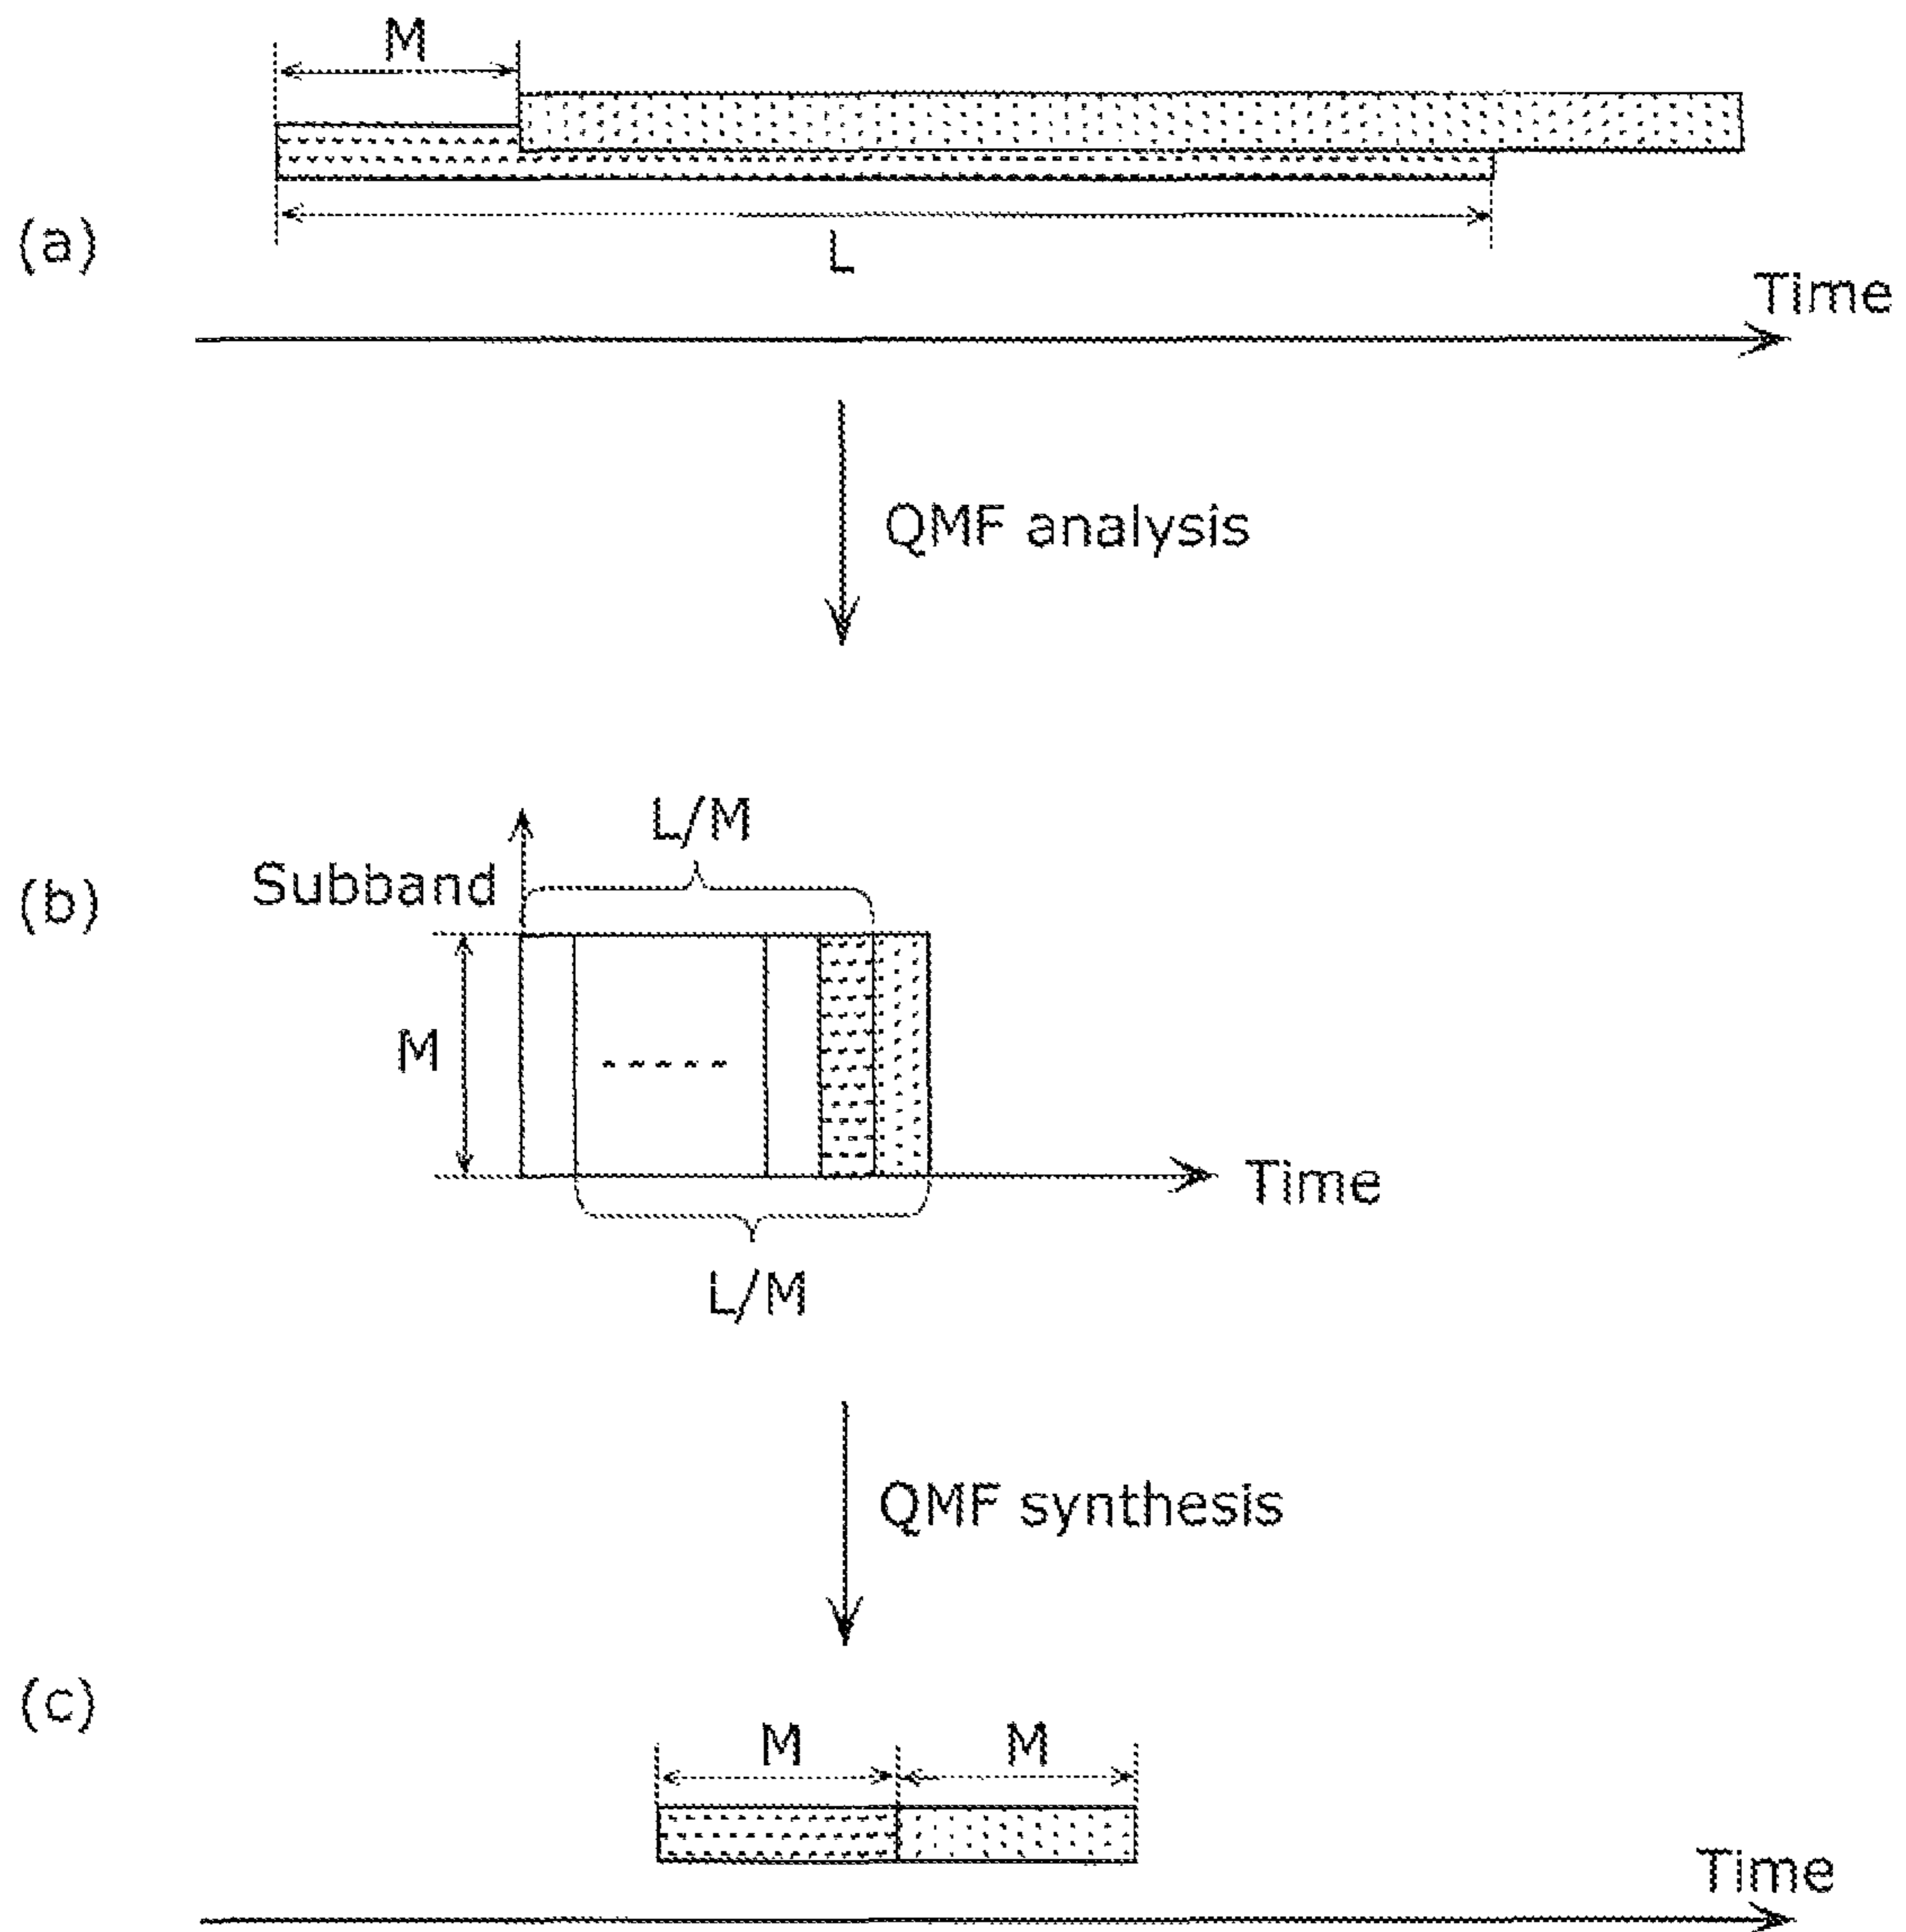 M
(a)
L
Time
QMF analysis
L/M
Subband
(b)
M
Time
L/M
QMF synthesis
(c)
M M
Time